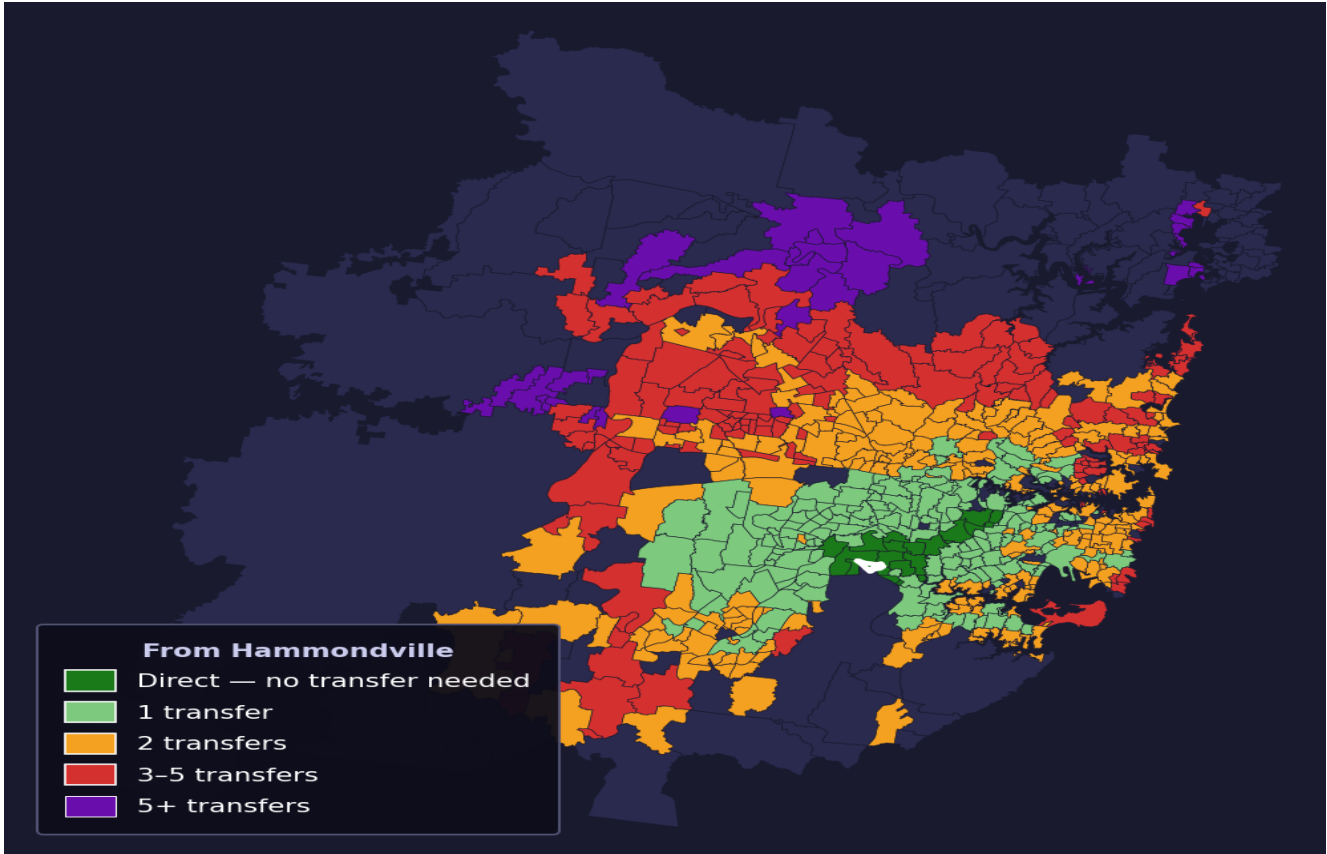 From Hammondville
Direct — no transfer needed
1 transfer
2 transfers
3–5 transfers
5+ transfers